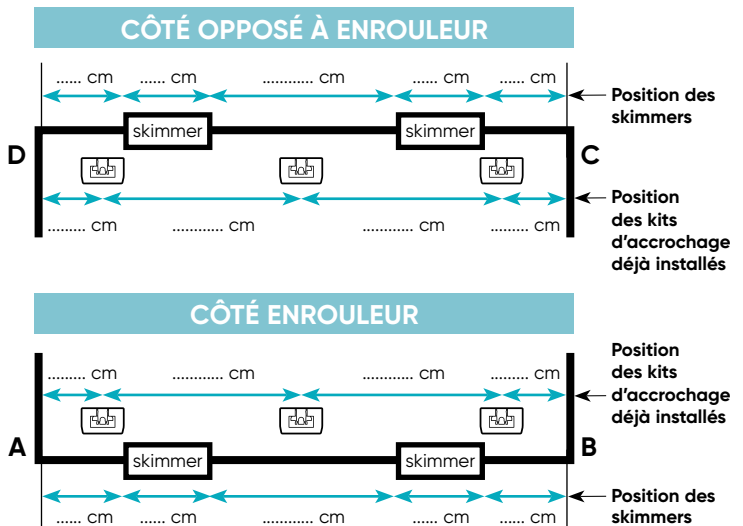 CÔTÉ OPPOSÉ À ENROULEUR
...... cm ...... cm ............ cm ...... cm ...... cm
Position des
skimmers
skimmer skimmer
D C
Position
des kits
d'accrochage
déjà installés
......... cm ............ cm ............ cm ......... cm
CÔTÉ ENROULEUR
Position
des kits
d'accrochage
déjà installés
......... cm ............ cm ............ cm ......... cm
A B
skimmer skimmer
Position des
skimmers
...... cm ...... cm ............ cm ...... cm ...... cm